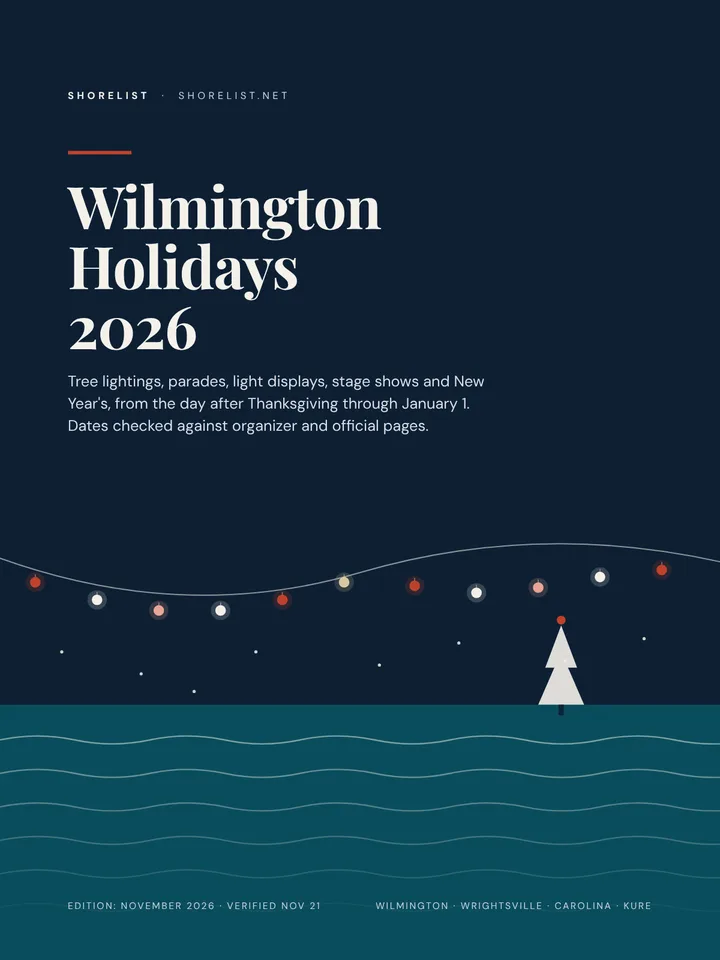 SHORELIST · SHORELIST.NET
Wilmington
Holidays
2026
Tree lightings, parades, light displays, stage shows and New
Year's, from the day after Thanksgiving through January 1.
Dates checked against organizer and official pages.
EDITION: NOVEMBER 2026 · VERIFIED NOV 21
WILMINGTON · WRIGHTSVILLE · CAROLINA · KURE